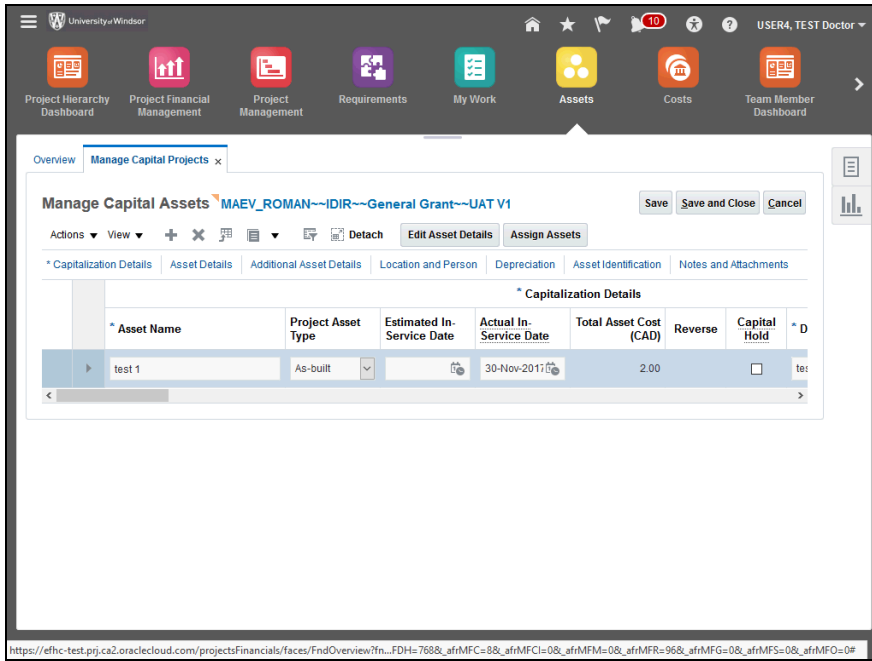 University of Windsor
10
USER4, TEST Doctor
Project Hierarchy Dashboard
Project Financial Management
Project Management
Requirements
My Work
Assets
Costs
Team Member Dashboard
Overview
Manage Capital Projects x
Manage Capital Assets MAEV_ROMAN~~IDIR~~General Grant~~UAT V1
Save Save and Close Cancel
Actions View Detach Edit Asset Details Assign Assets
* Capitalization Details Asset Details Additional Asset Details Location and Person Depreciation Asset Identification Notes and Attachments
* Capitalization Details
* Asset Name
Project Asset Type
Estimated In-Service Date
Actual In-Service Date
Total Asset Cost (CAD)
Reverse
Capital Hold
* D
test 1 As-built 30-Nov-2017 2.00 tes
https://efhc-test.prj.ca2.oraclecloud.com/projectsFinancials/faces/FndOverview?fn...FDH=768&_afrMFC=8&_afrMFCI=0&_afrMFM=0&_afrMFR=96&_afrMFG=0&_afrMFS=0&_afrMFO=0#